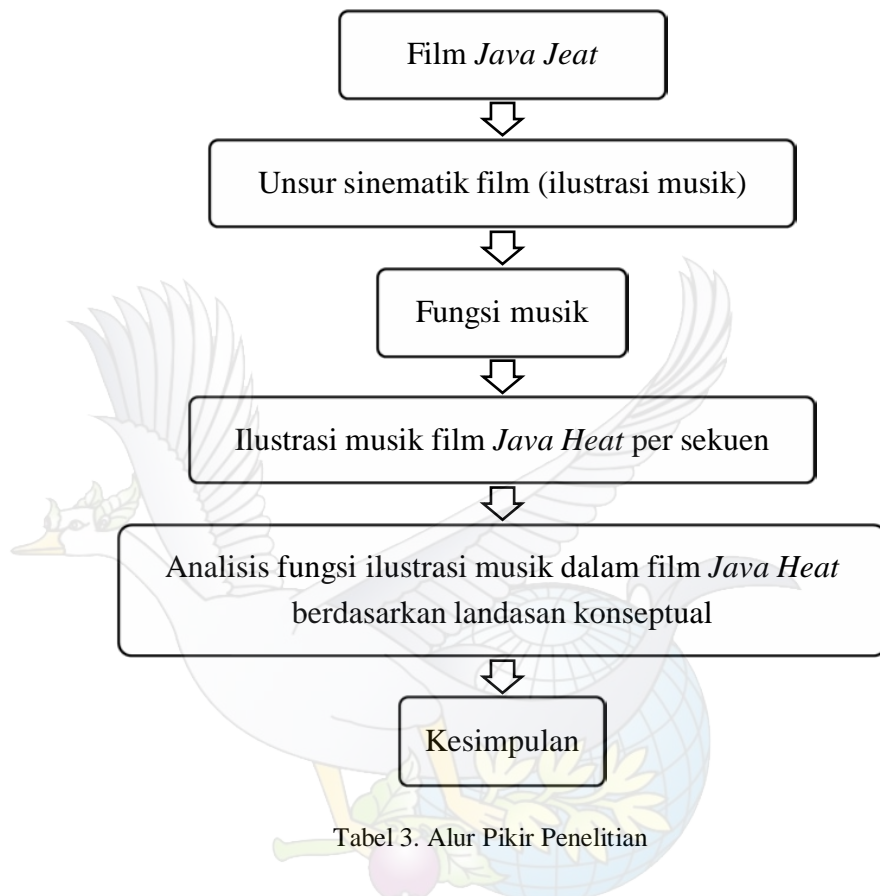 Film Java Jeat
Unsur sinematik film (ilustrasi musik)
Fungsi musik
Ilustrasi musik film Java Heat per sekuen
Analisis fungsi ilustrasi musik dalam film Java Heat
berdasarkan landasan konseptual
Kesimpulan
Tabel 3. Alur Pikir Penelitian